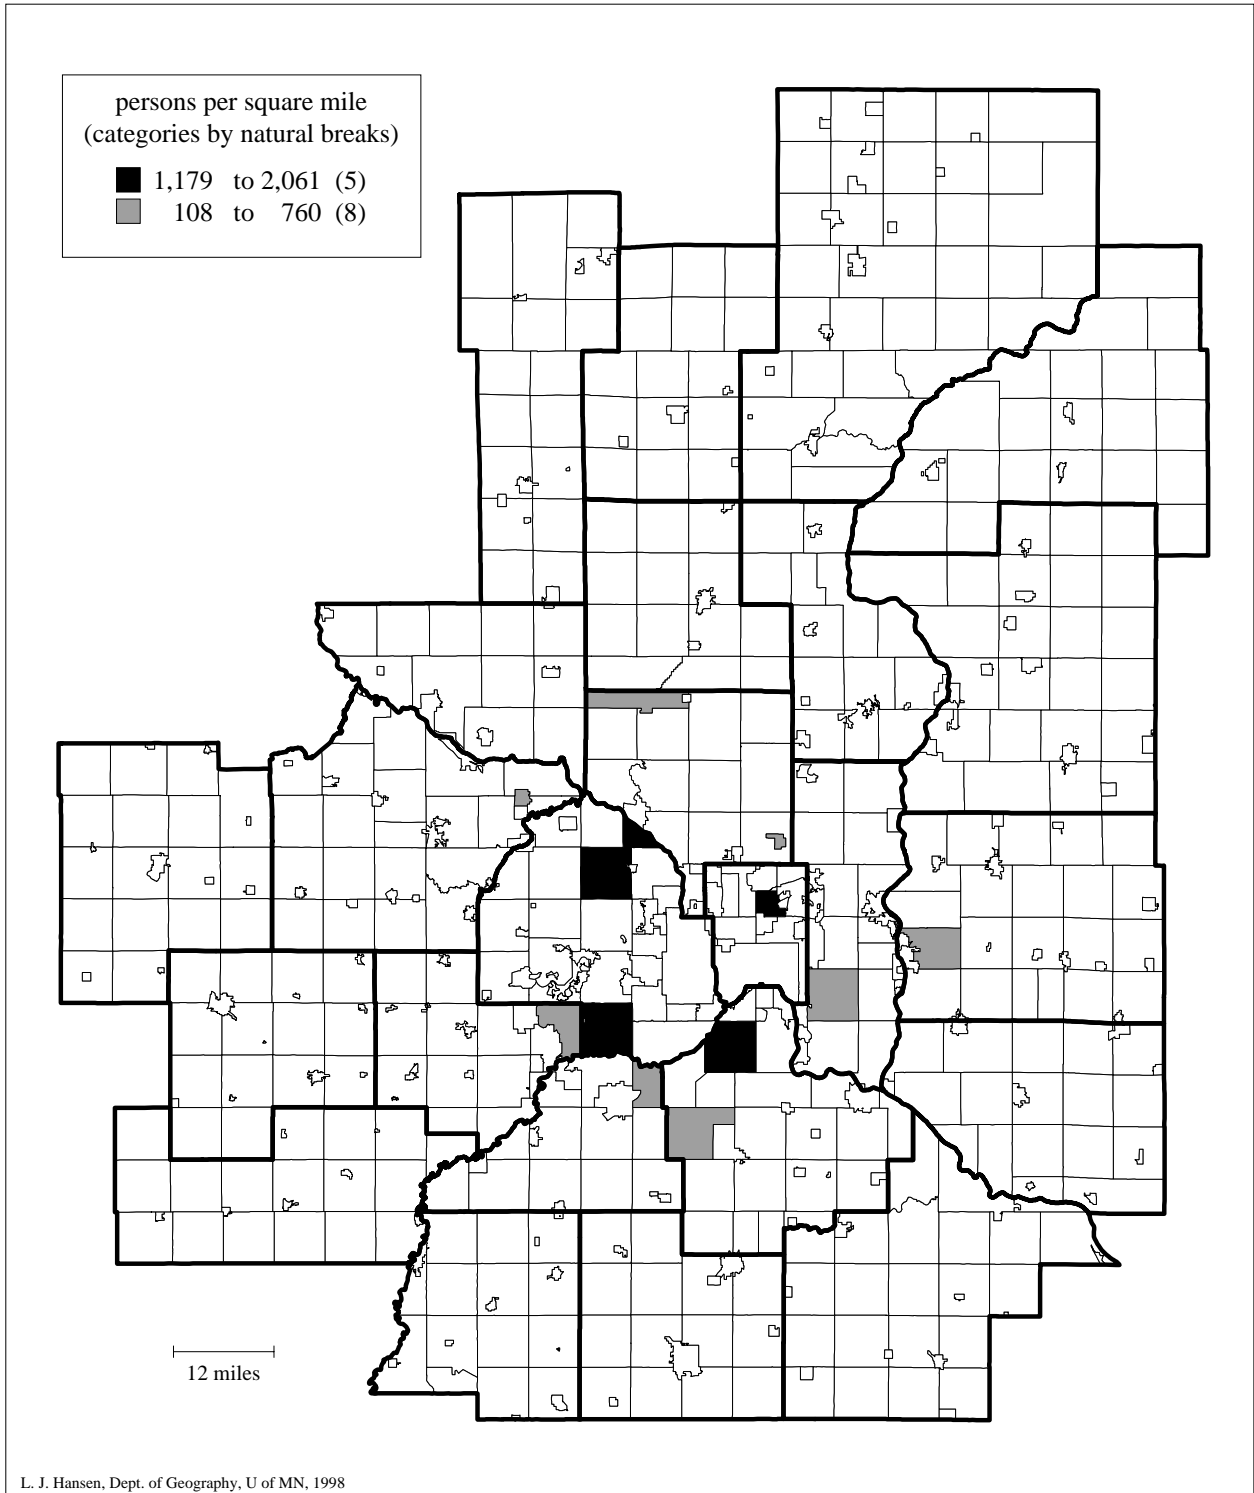 persons per square mile
(categories by natural breaks)
1,179 to 2,061 (5)
108 to 760 (8)
12 miles
L. J. Hansen, Dept. of Geography, U of MN, 1998